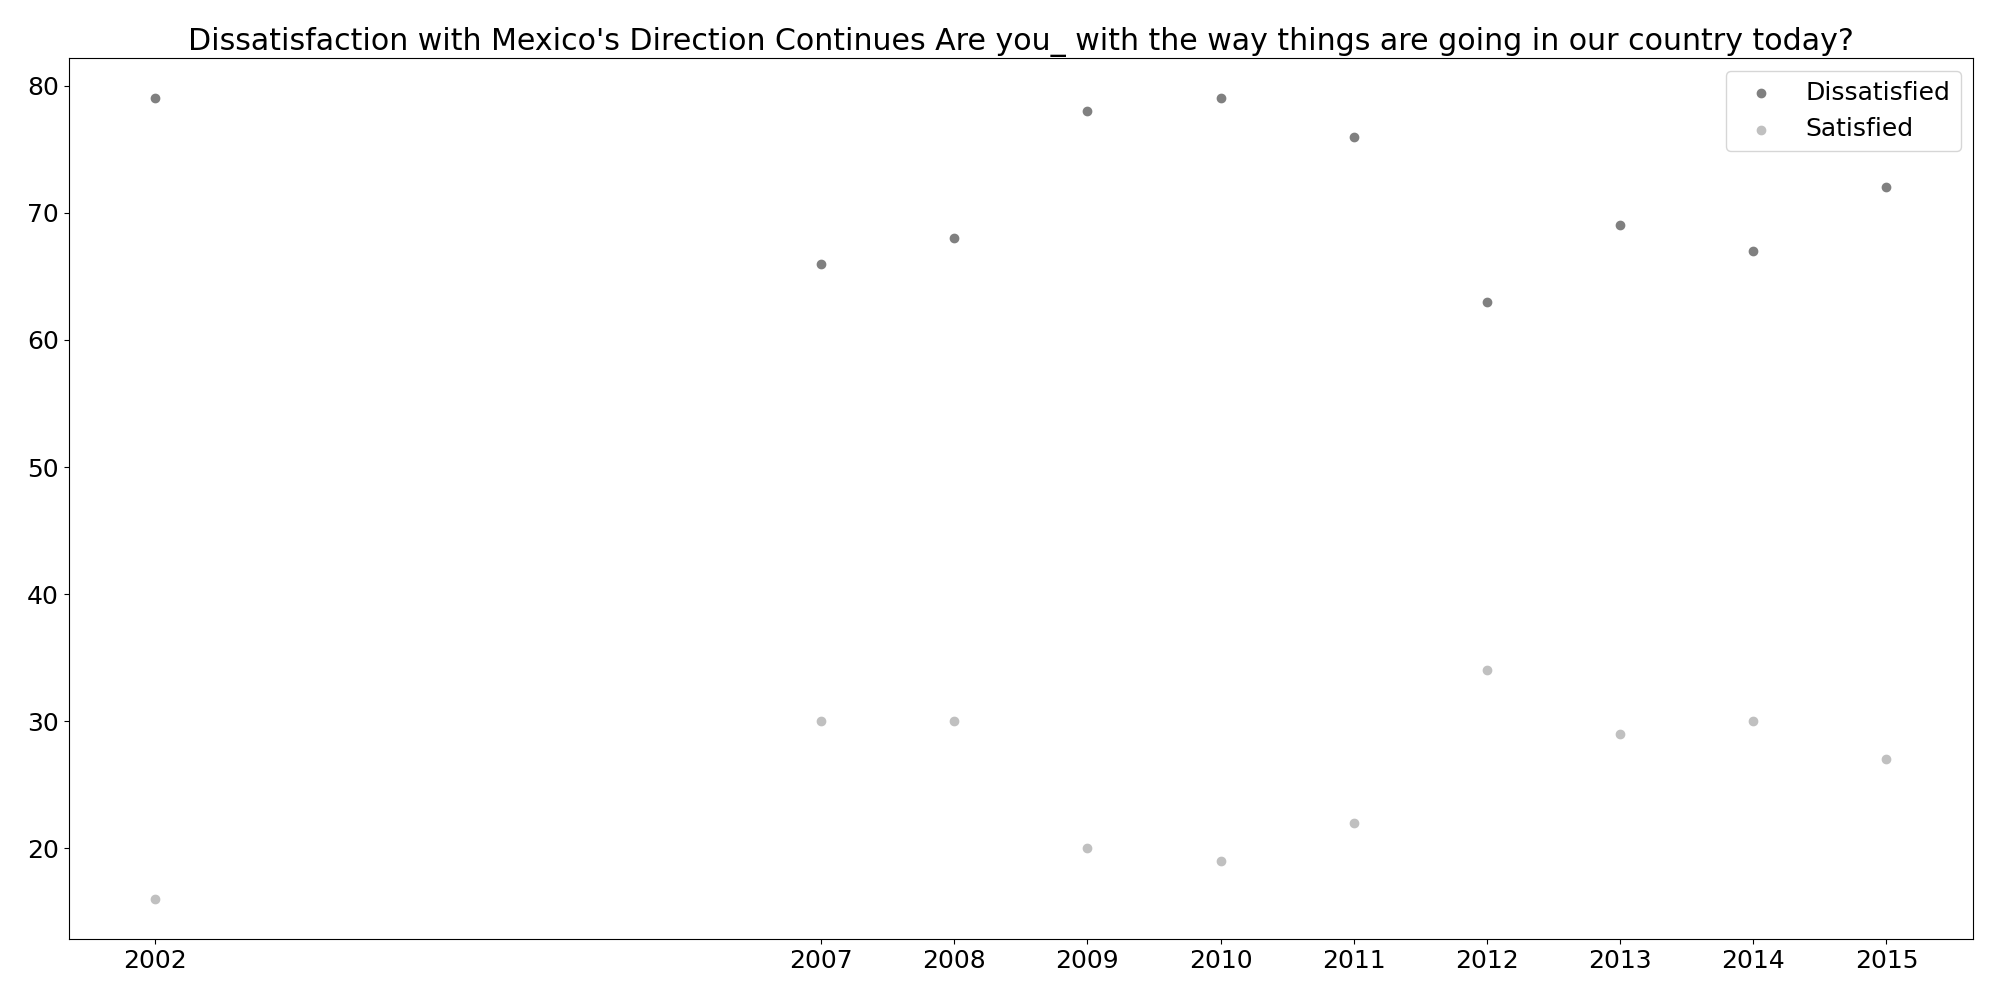 Dissatisfaction with Mexico's Direction Continues Are you_ with the way things are going in our country today?
Dissatisfied
Satisfied
80
70
60
50
40
30
20
2002 2007 2008 2009 2010 2011 2012 2013 2014 2015